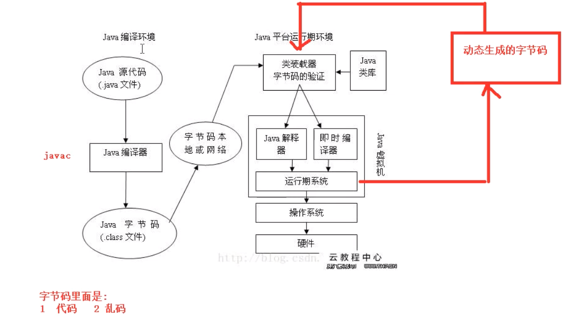 Java 编译环境
Java 平台运行期环境
动态生成的字节码
Java 源代码
(.java 文件)
类装载器
字节码的验证
Java
类库
javac
Java 编译器
字节码本
地或网络
Java 解释
器
即时编
译器
Java虚拟机
运行期系统
Java 字节码
(.class 文件)
操作系统
硬件
http://blog.csdn.
云教程中心
字节码里面是:
1 代码 2 乱码